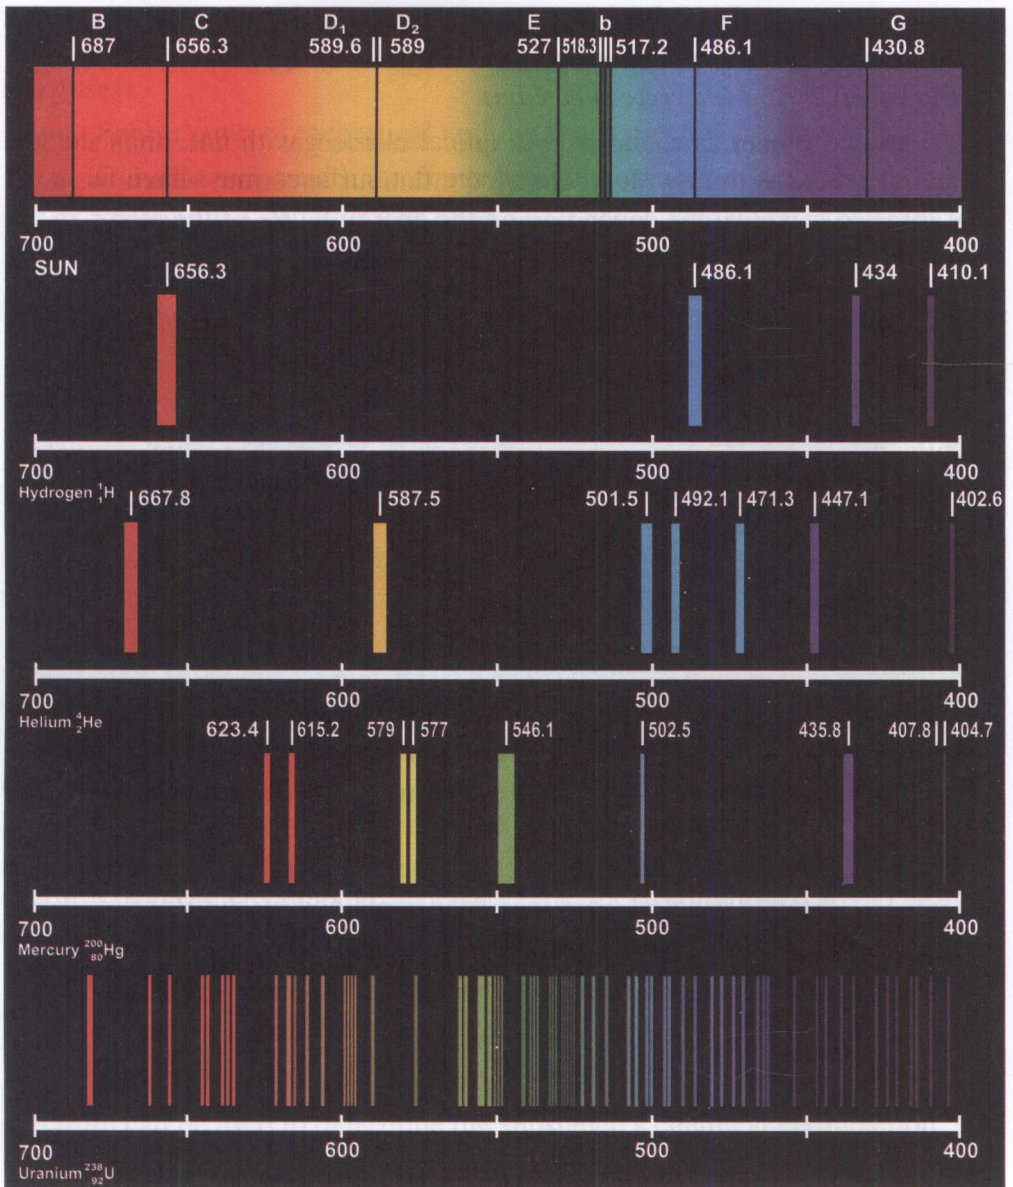 B C D₁ D₂ E b F G
687 656.3 589.6 589 527 518.3 517.2 486.1 430.8
700 600 500 400
SUN
656.3 486.1 434 410.1
700 600 500 400
Hydrogen ¹₁H
667.8 587.5 501.5 492.1 471.3 447.1 402.6
700 600 500 400
Helium ⁴₂He
623.4 615.2 579 577 546.1 502.5 435.8 407.8 404.7
700 600 500 400
Mercury ²⁰⁰₈₀Hg
700 600 500 400
Uranium ²³⁸₉₂U